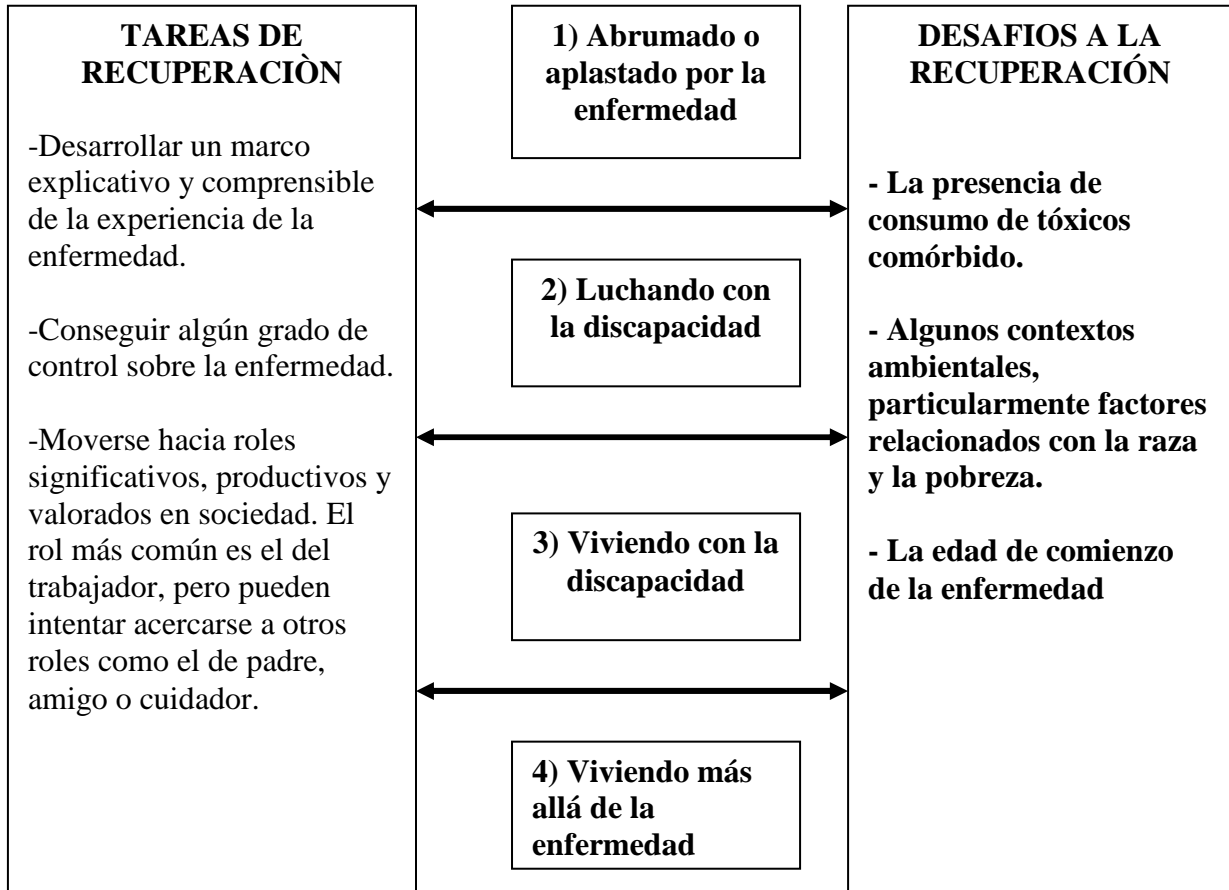 TAREAS DE
RECUPERACIÒN
-Desarrollar un marco
explicativo y comprensible
de la experiencia de la
enfermedad.
-Conseguir algún grado de
control sobre la enfermedad.
-Moverse hacia roles
significativos, productivos y
valorados en sociedad. El
rol más común es el del
trabajador, pero pueden
intentar acercarse a otros
roles como el de padre,
amigo o cuidador.
1) Abrumado o
aplastado por la
enfermedad
2) Luchando con
la discapacidad
3) Viviendo con la
discapacidad
4) Viviendo más
allá de la
enfermedad
DESAFIOS A LA
RECUPERACIÓN
- La presencia de
consumo de tóxicos
comórbido.
- Algunos contextos
ambientales,
particularmente factores
relacionados con la raza
y la pobreza.
- La edad de comienzo
de la enfermedad